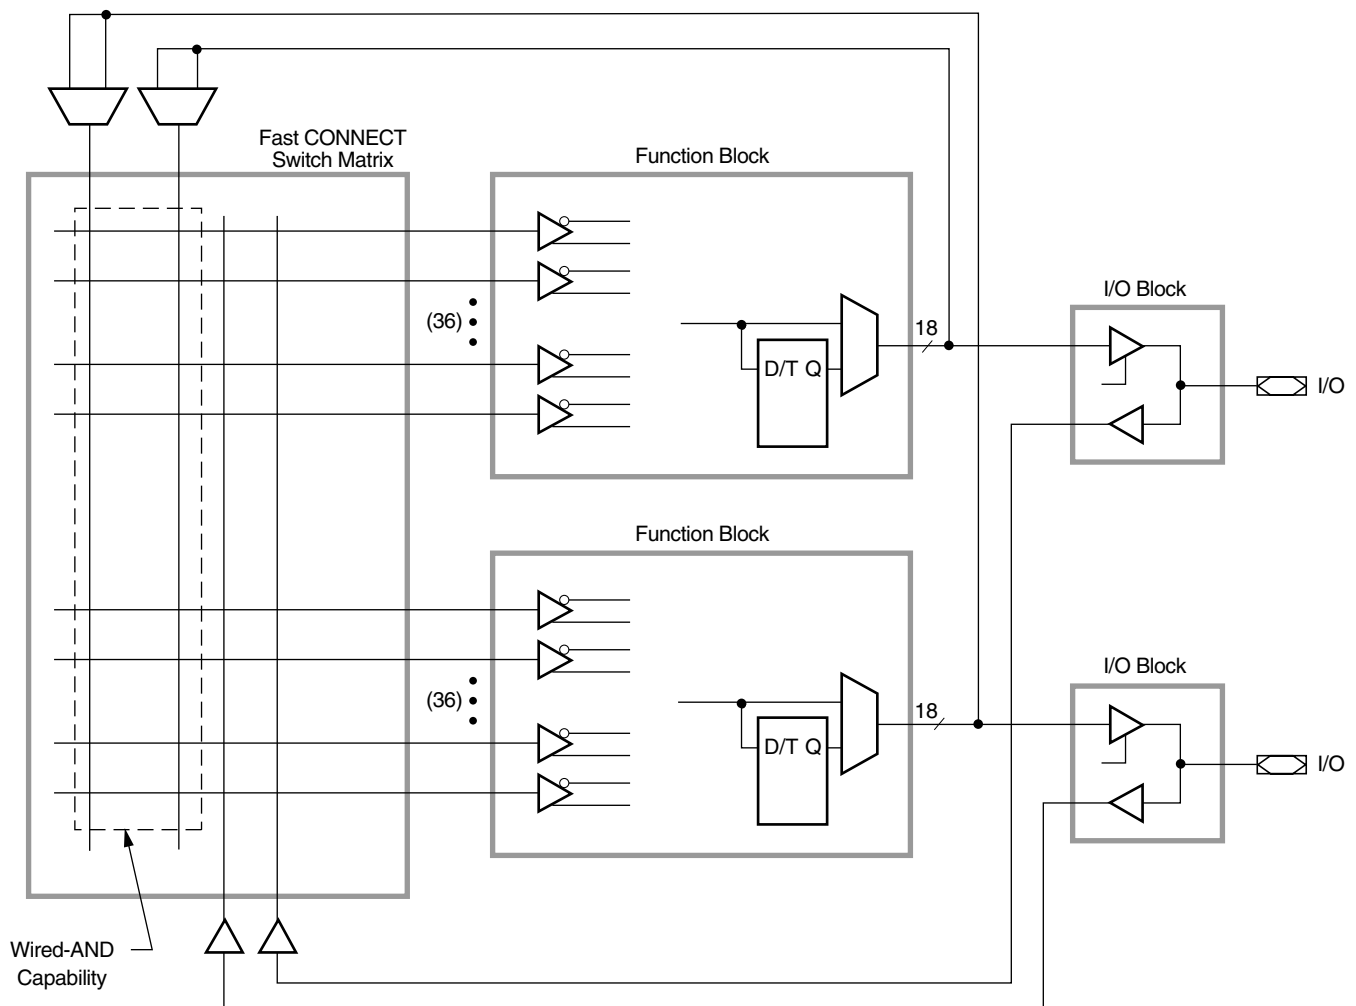 Fast CONNECT
Switch Matrix
Function Block
(36)
D/T Q
18
I/O Block
I/O
Function Block
(36)
D/T Q
18
I/O Block
I/O
Wired-AND
Capability